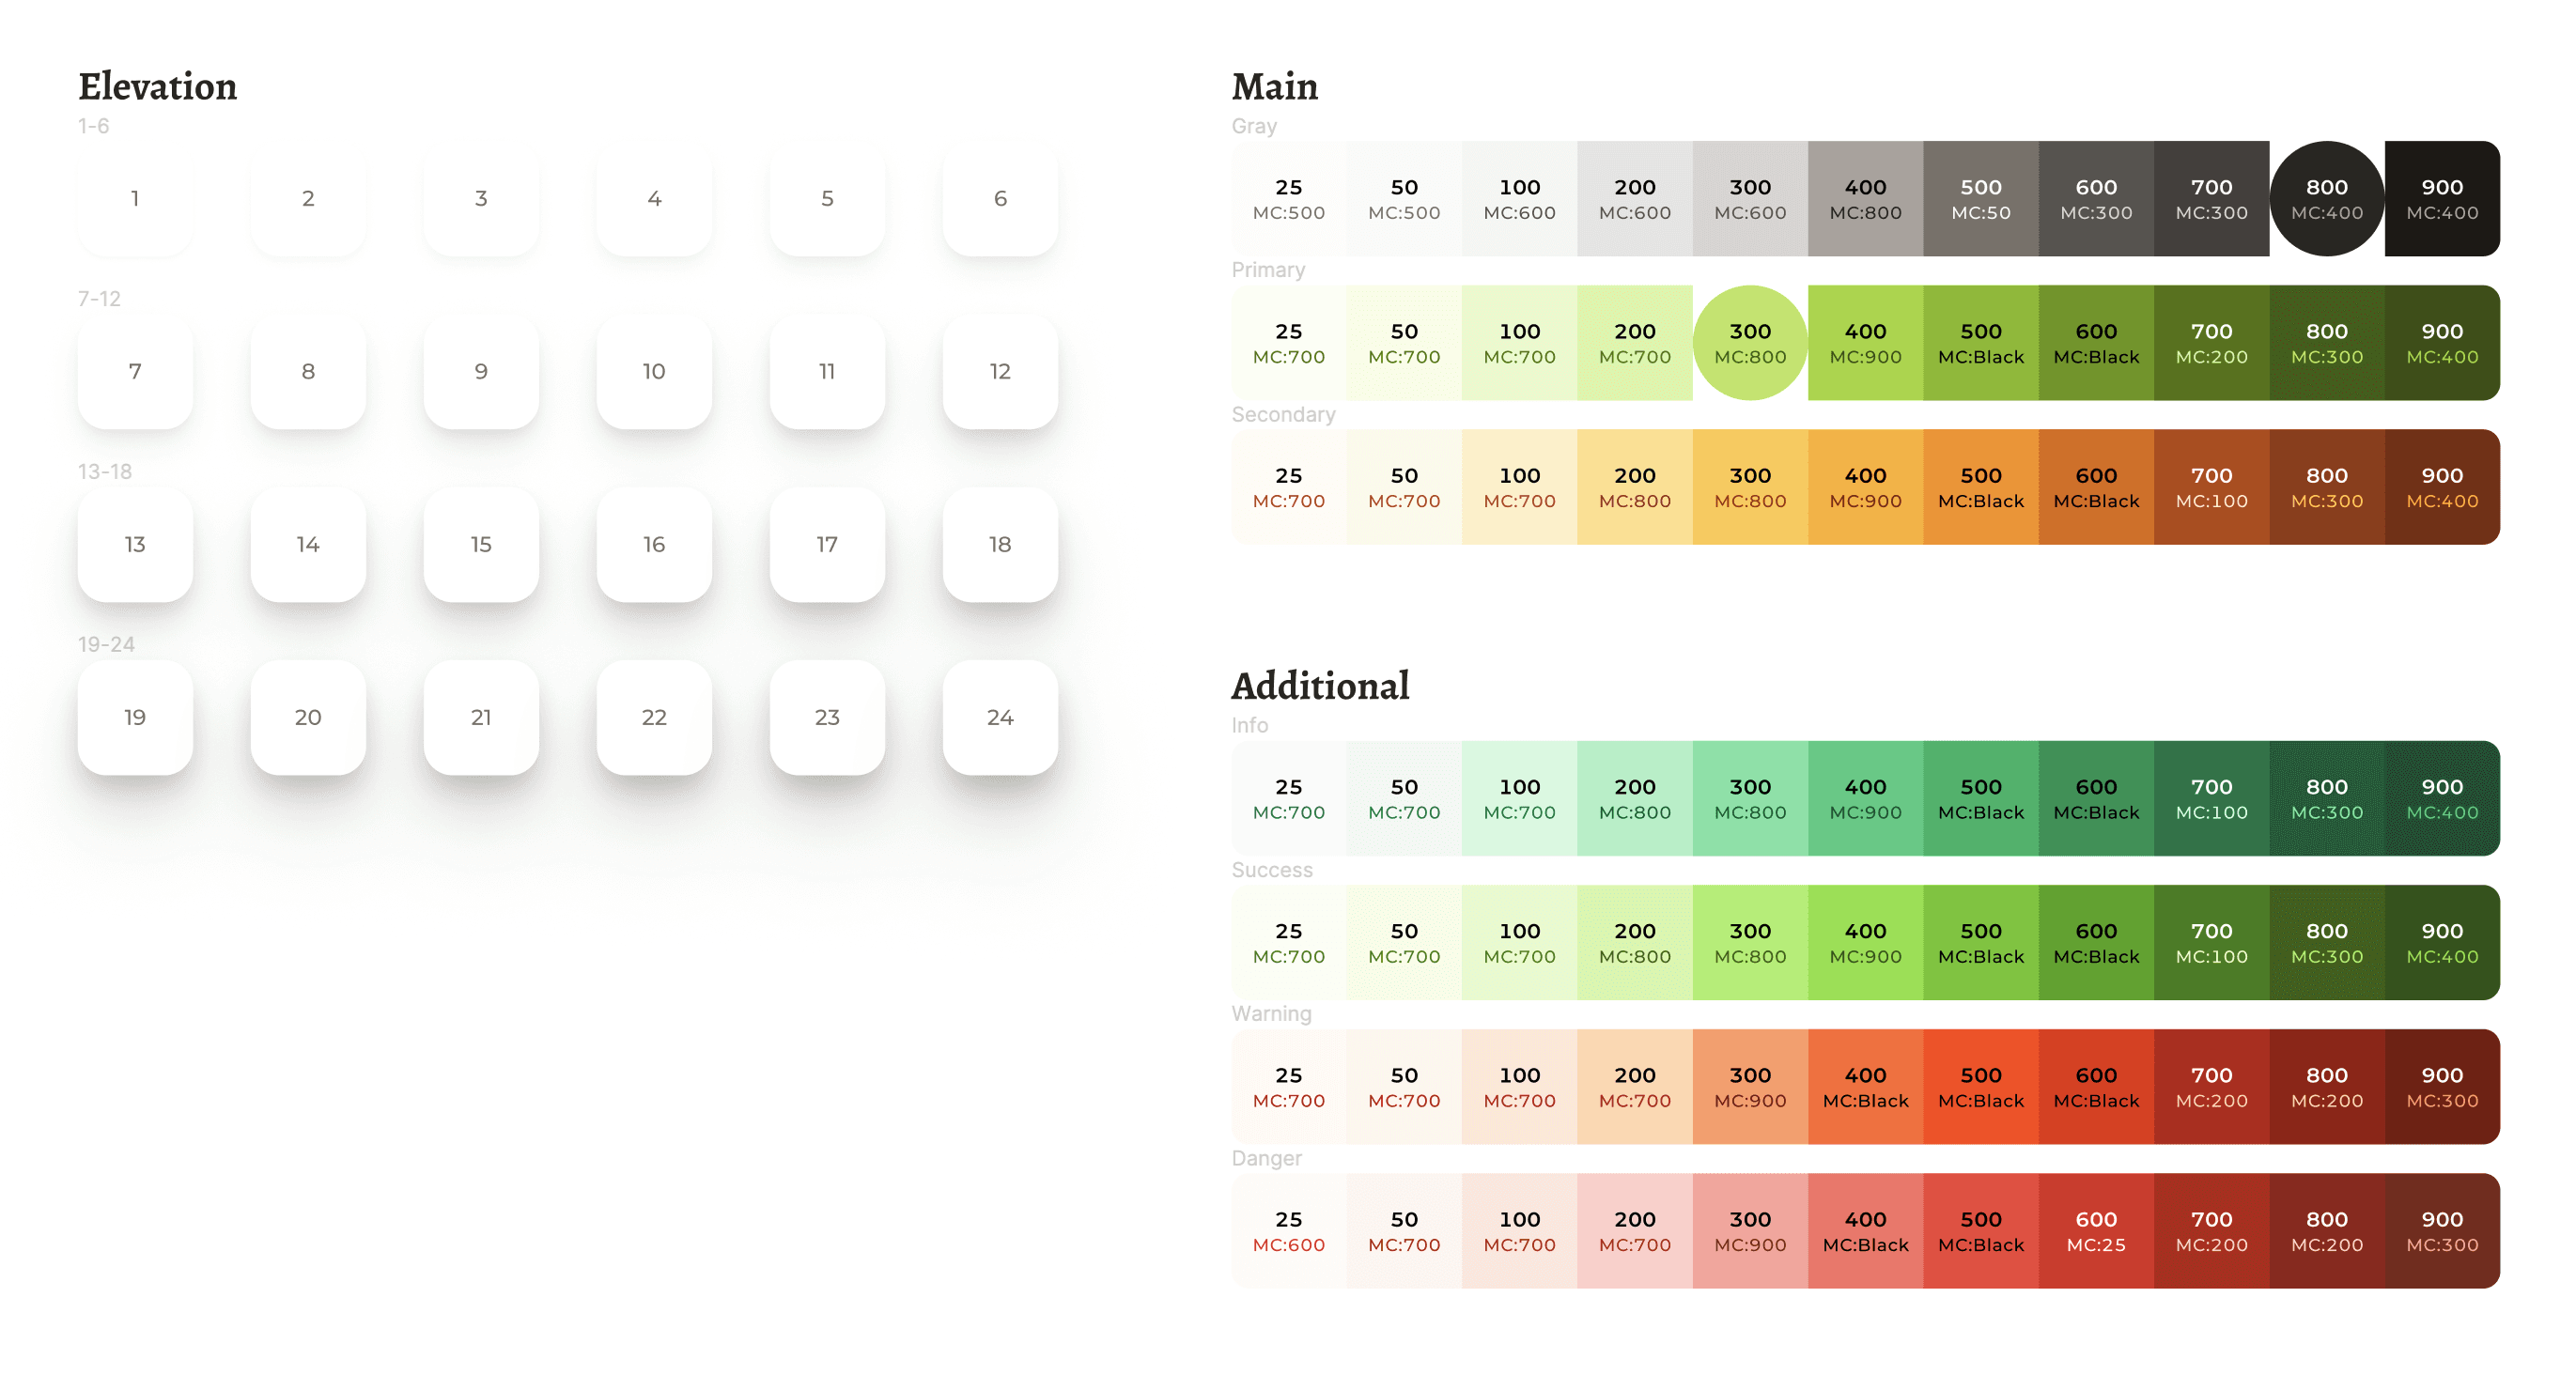 Elevation
1-6
1 2 3 4 5 6
7-12
7 8 9 10 11 12
13-18
13 14 15 16 17 18
19-24
19 20 21 22 23 24
Main
Gray
25 50 100 200 300 400 500 600 700 800 900
MC:500 MC:500 MC:600 MC:600 MC:600 MC:800 MC:50 MC:300 MC:300 MC:400 MC:400
Primary
25 50 100 200 300 400 500 600 700 800 900
MC:700 MC:700 MC:700 MC:700 MC:800 MC:900 MC:Black MC:Black MC:200 MC:300 MC:400
Secondary
25 50 100 200 300 400 500 600 700 800 900
MC:700 MC:700 MC:700 MC:800 MC:800 MC:900 MC:Black MC:Black MC:100 MC:300 MC:400
Additional
Info
25 50 100 200 300 400 500 600 700 800 900
MC:700 MC:700 MC:700 MC:800 MC:800 MC:900 MC:Black MC:Black MC:100 MC:300 MC:400
Success
25 50 100 200 300 400 500 600 700 800 900
MC:700 MC:700 MC:700 MC:800 MC:800 MC:900 MC:Black MC:Black MC:100 MC:300 MC:400
Warning
25 50 100 200 300 400 500 600 700 800 900
MC:700 MC:700 MC:700 MC:700 MC:900 MC:Black MC:Black MC:Black MC:200 MC:200 MC:300
Danger
25 50 100 200 300 400 500 600 700 800 900
MC:600 MC:700 MC:700 MC:700 MC:900 MC:Black MC:Black MC:25 MC:200 MC:200 MC:300